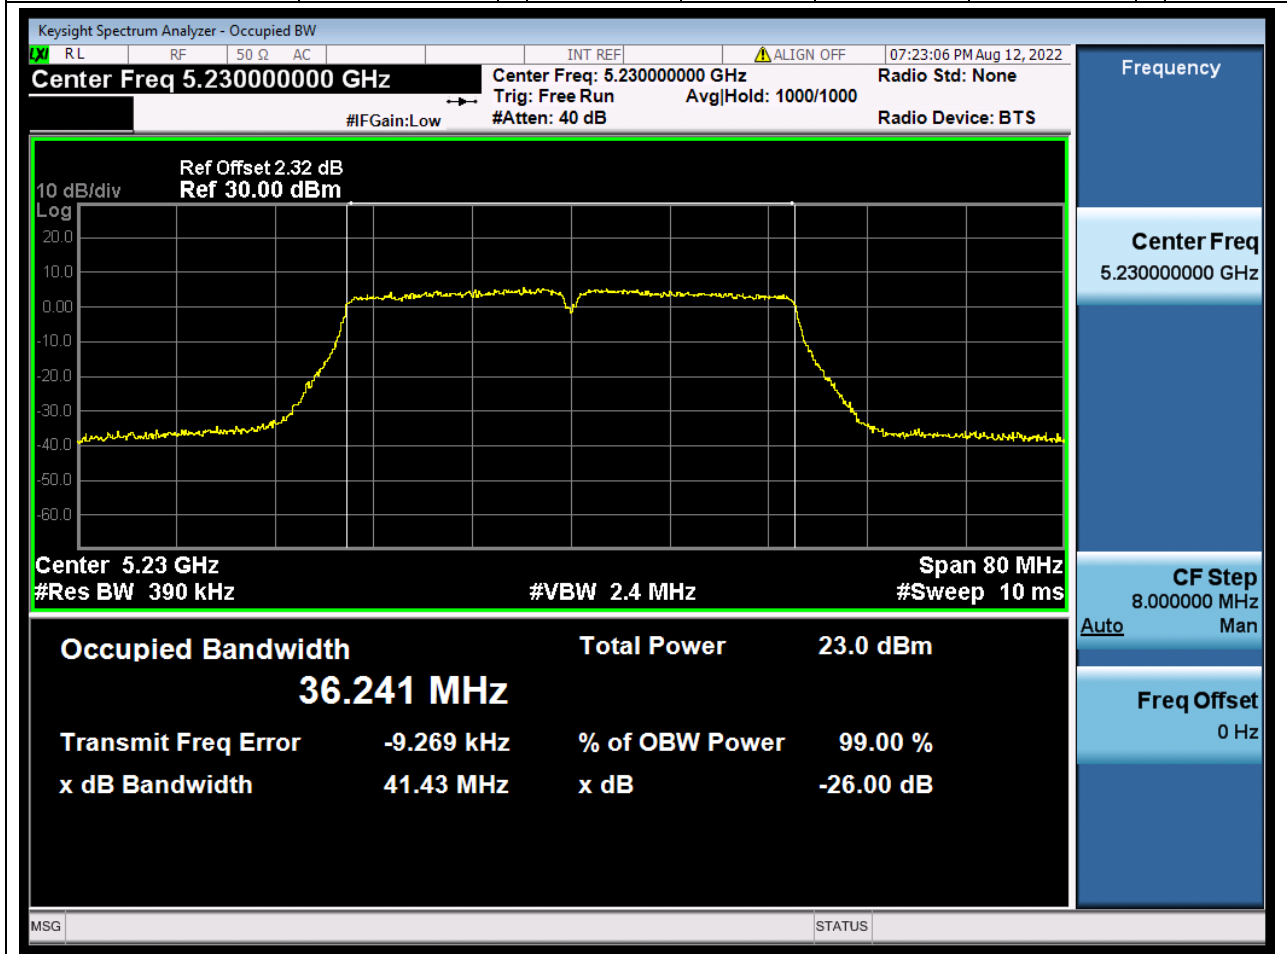 Keysight Spectrum Analyzer - Occupied BW
LXI RL RF 50 Ω AC INT REF ALIGN OFF 07:23:06 PM Aug 12, 2022
Center Freq 5.230000000 GHz Center Freq: 5.230000000 GHz Radio Std: None
Trig: Free Run Avg|Hold: 1000/1000
#IFGain:Low #Atten: 40 dB Radio Device: BTS
Ref Offset 2.32 dB
10 dB/div Ref 30.00 dBm
Log
20.0
10.0
0.00
-10.0
-20.0
-30.0
-40.0
-50.0
-60.0
Center 5.23 GHz Span 80 MHz
#Res BW 390 kHz #VBW 2.4 MHz #Sweep 10 ms
Occupied Bandwidth Total Power 23.0 dBm
36.241 MHz
Transmit Freq Error -9.269 kHz % of OBW Power 99.00 %
x dB Bandwidth 41.43 MHz x dB -26.00 dB
MSG STATUS
Frequency
Center Freq
5.230000000 GHz
CF Step
8.000000 MHz
Auto Man
Freq Offset
0 Hz